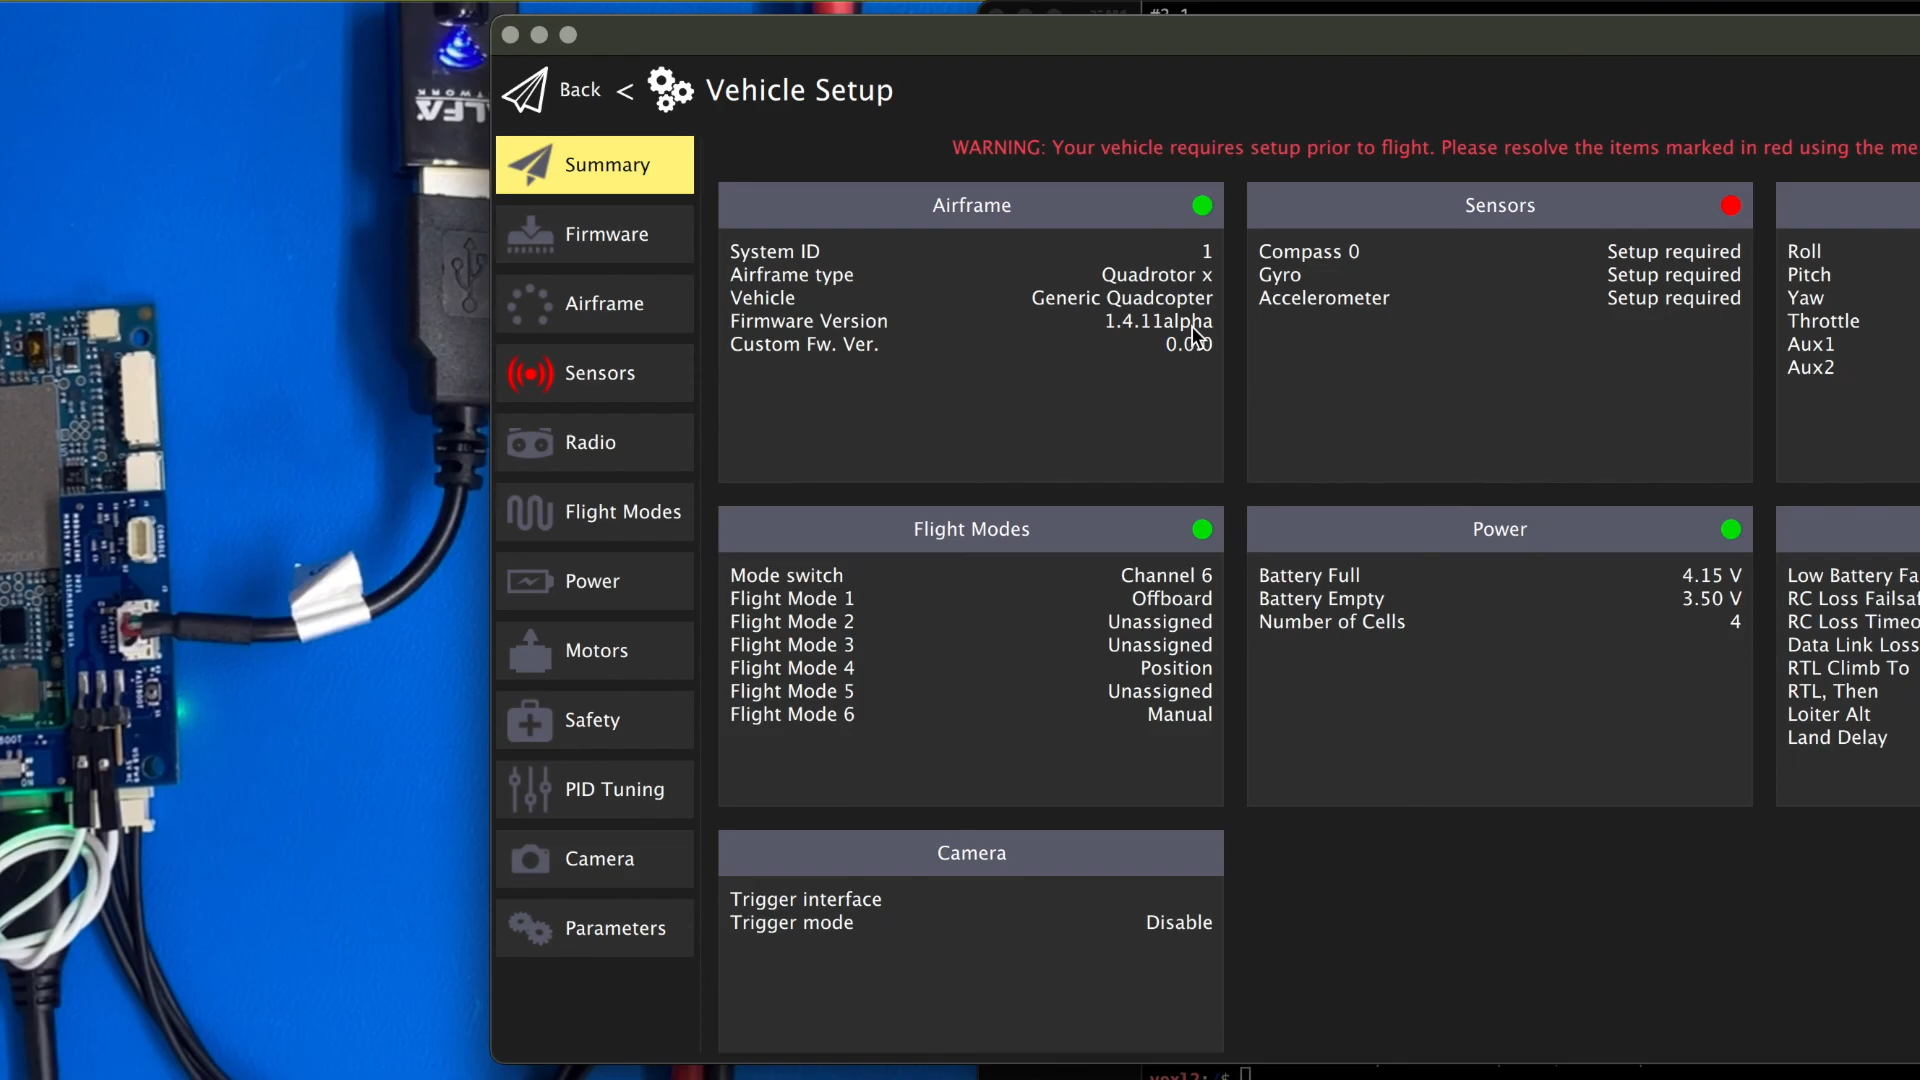 Back < Vehicle Setup
WARNING: Your vehicle requires setup prior to flight. Please resolve the items marked in red using the me
Summary
Firmware
Airframe
Sensors
Radio
Flight Modes
Power
Motors
Safety
PID Tuning
Camera
Parameters
Airframe
System ID 1
Airframe type Quadrotor x
Vehicle Generic Quadcopter
Firmware Version 1.4.11alpha
Custom Fw. Ver. 0.0.0
Sensors
Compass 0 Setup required
Gyro Setup required
Accelerometer Setup required
Roll
Pitch
Yaw
Throttle
Aux1
Aux2
Flight Modes
Mode switch Channel 6
Flight Mode 1 Offboard
Flight Mode 2 Unassigned
Flight Mode 3 Unassigned
Flight Mode 4 Position
Flight Mode 5 Unassigned
Flight Mode 6 Manual
Power
Battery Full 4.15 V
Battery Empty 3.50 V
Number of Cells 4
Low Battery Fa
RC Loss Failsaf
RC Loss Timeo
Data Link Loss
RTL Climb To
RTL, Then
Loiter Alt
Land Delay
Camera
Trigger interface
Trigger mode Disable
ALFA
NETWORK
CONSOLE
voxl2:/$